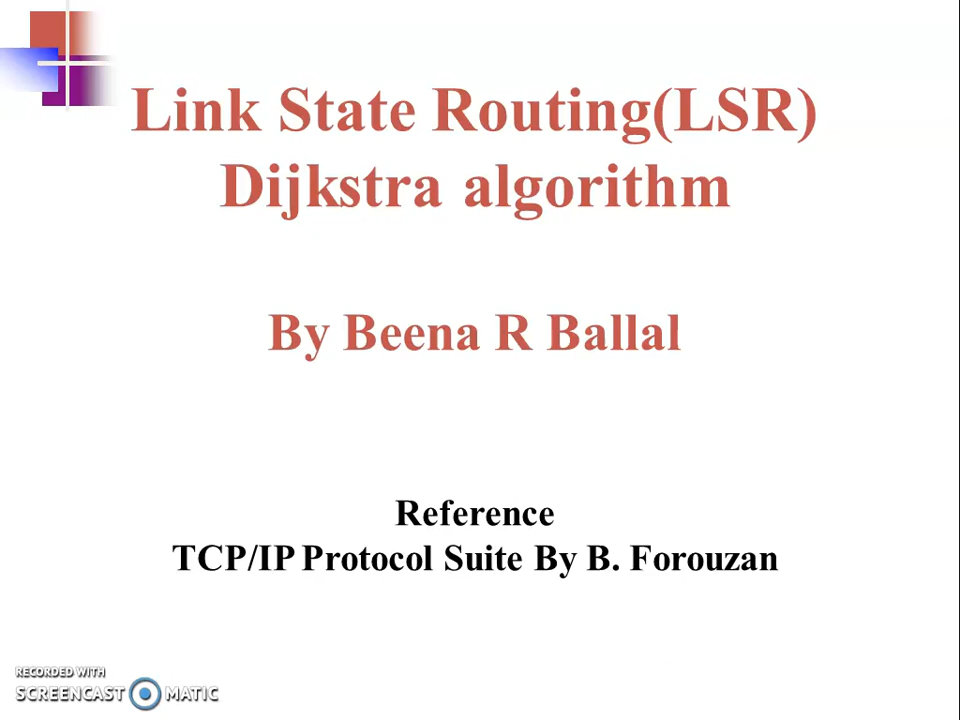 Link State Routing(LSR)
Dijkstra algorithm
By Beena R Ballal
Reference
TCP/IP Protocol Suite By B. Forouzan
RECORDED WITH
SCREENCAST MATIC